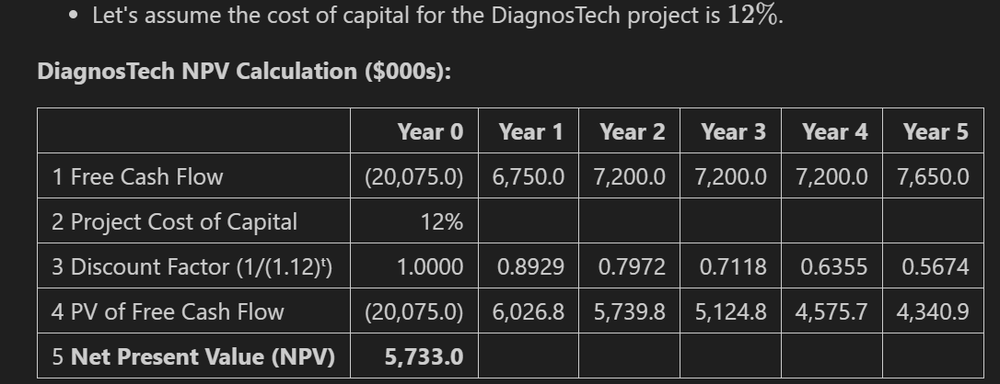 • Let's assume the cost of capital for the DiagnosTech project is 12%.
DiagnosTech NPV Calculation ($000s):
Year 0 Year 1 Year 2 Year 3 Year 4 Year 5
1 Free Cash Flow (20,075.0) 6,750.0 7,200.0 7,200.0 7,200.0 7,650.0
2 Project Cost of Capital 12%
3 Discount Factor (1/(1.12)ᵗ) 1.0000 0.8929 0.7972 0.7118 0.6355 0.5674
4 PV of Free Cash Flow (20,075.0) 6,026.8 5,739.8 5,124.8 4,575.7 4,340.9
5 Net Present Value (NPV) 5,733.0